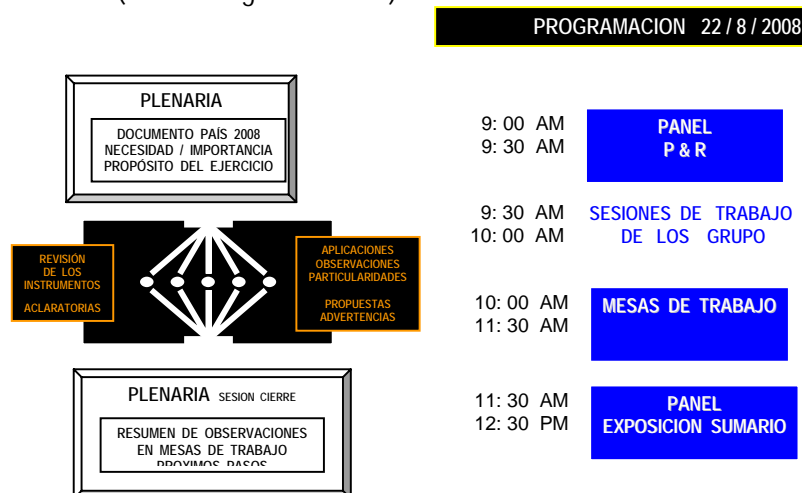 PROGRAMACION 22 / 8 / 2008
PLENARIA
DOCUMENTO PAÍS 2008
NECESIDAD / IMPORTANCIA
PROPÓSITO DEL EJERCICIO
REVISIÓN
DE LOS
INSTRUMENTOS
ACLARATORIAS
APLICACIONES
OBSERVACIONES
PARTICULARIDADES
PROPUESTAS
ADVERTENCIAS
PLENARIA SESION CIERRE
RESUMEN DE OBSERVACIONES
EN MESAS DE TRABAJO
PROXIMOS PASOS
9: 00 AM
9: 30 AM
PANEL
P & R
9: 30 AM
10: 00 AM
SESIONES DE TRABAJO
DE LOS GRUPO
10: 00 AM
11: 30 AM
MESAS DE TRABAJO
11: 30 AM
12: 30 PM
PANEL
EXPOSICION SUMARIO